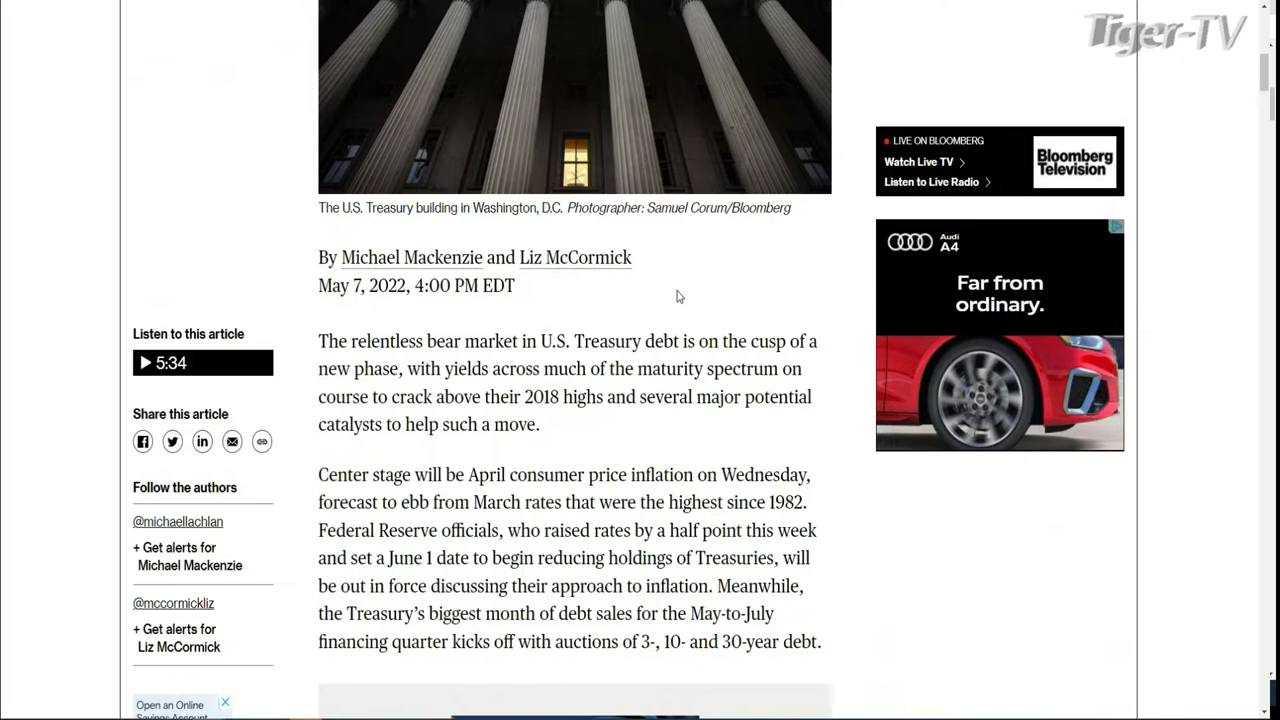 Tiger-TV
LIVE ON BLOOMBERG
Watch Live TV
Listen to Live Radio
Bloomberg
Television
The U.S. Treasury building in Washington, D.C. Photographer: Samuel Corum/Bloomberg
Audi
A4
Far from
ordinary.
By Michael Mackenzie and Liz McCormick
May 7, 2022, 4:00 PM EDT
Listen to this article
5:34
Share this article
Follow the authors
@michaellachlan
+ Get alerts for
Michael Mackenzie
@mccormickliz
+ Get alerts for
Liz McCormick
Open an Online
Savings Account
The relentless bear market in U.S. Treasury debt is on the cusp of a
new phase, with yields across much of the maturity spectrum on
course to crack above their 2018 highs and several major potential
catalysts to help such a move.
Center stage will be April consumer price inflation on Wednesday,
forecast to ebb from March rates that were the highest since 1982.
Federal Reserve officials, who raised rates by a half point this week
and set a June 1 date to begin reducing holdings of Treasuries, will
be out in force discussing their approach to inflation. Meanwhile,
the Treasury's biggest month of debt sales for the May-to-July
financing quarter kicks off with auctions of 3-, 10- and 30-year debt.